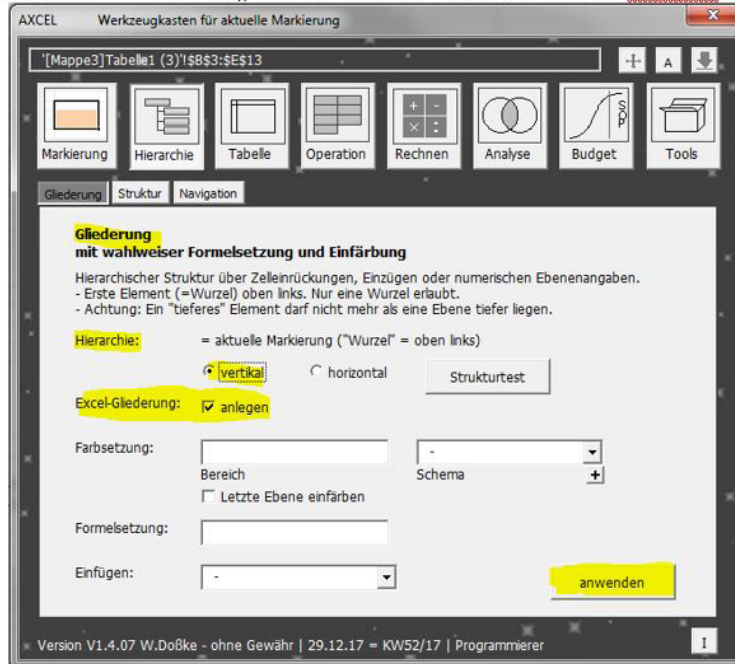 AXCEL Werkzeugkasten für aktuelle Markierung
'[Mappe3]Tabelle1 (3)'!$B$3:$E$13
A
Markierung Hierarchie Tabelle Operation Rechnen Analyse Budget Tools
Gliederung Struktur Navigation
Gliederung
mit wahlweiser Formelsetzung und Einfärbung
Hierarchischer Struktur über Zelleinrückungen, Einzügen oder numerischen Ebenenangaben.
- Erste Element (=Wurzel) oben links. Nur eine Wurzel erlaubt.
- Achtung: Ein "tieferes" Element darf nicht mehr als eine Ebene tiefer liegen.
Hierarchie: = aktuelle Markierung ("Wurzel" = oben links)
vertikal horizontal Strukturtest
Excel-Gliederung: anlegen
Farbsetzung: -
Bereich Schema +
Letzte Ebene einfärben
Formelsetzung:
Einfügen: - anwenden
Version V1.4.07 W.Doßke - ohne Gewähr | 29.12.17 = KW52/17 | Programmierer I